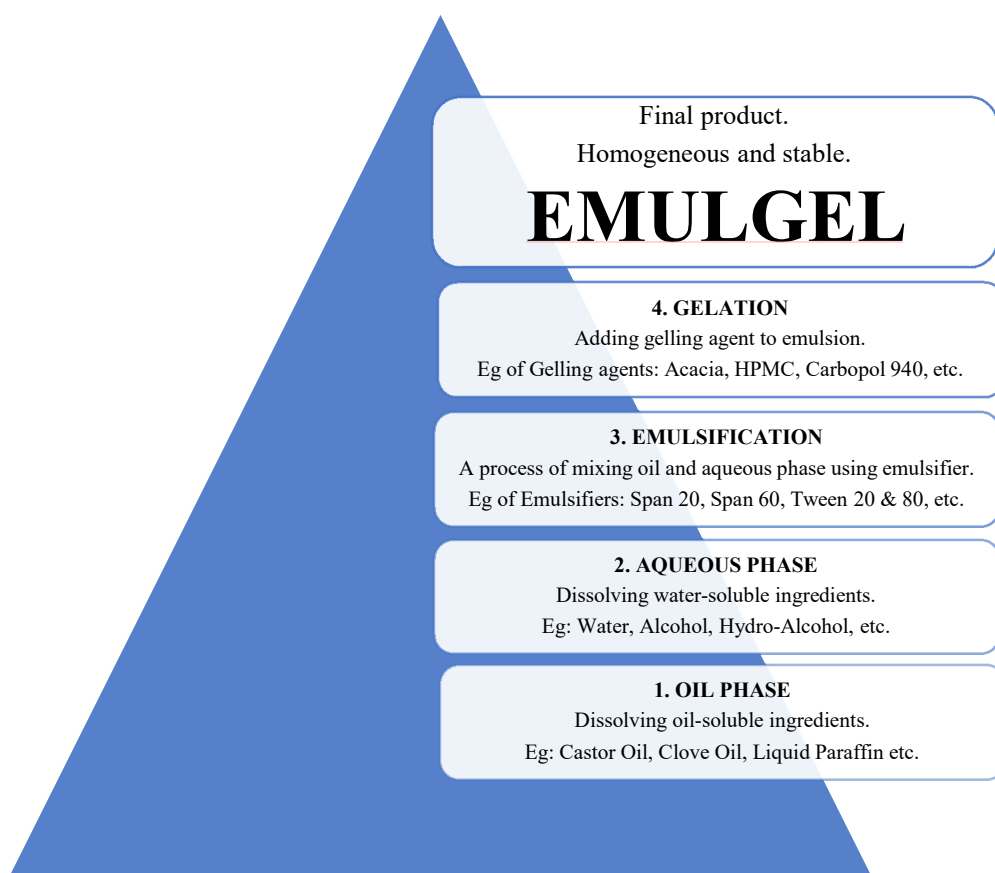 Final product.
Homogeneous and stable.
EMULGEL
4. GELATION
Adding gelling agent to emulsion.
Eg of Gelling agents: Acacia, HPMC, Carbopol 940, etc.
3. EMULSIFICATION
A process of mixing oil and aqueous phase using emulsifier.
Eg of Emulsifiers: Span 20, Span 60, Tween 20 & 80, etc.
2. AQUEOUS PHASE
Dissolving water-soluble ingredients.
Eg: Water, Alcohol, Hydro-Alcohol, etc.
1. OIL PHASE
Dissolving oil-soluble ingredients.
Eg: Castor Oil, Clove Oil, Liquid Paraffin etc.